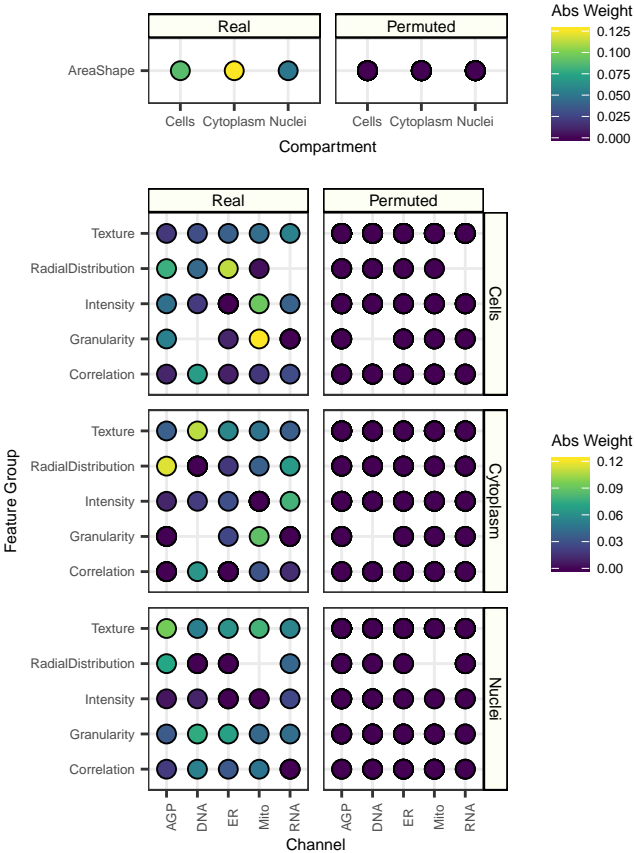 Real Permuted
AreaShape
Cells Cytoplasm Nuclei Cells Cytoplasm Nuclei
Compartment
Abs Weight
0.125
0.100
0.075
0.050
0.025
0.000
Real Permuted
Feature Group
Texture
RadialDistribution
Intensity
Granularity
Correlation
Cells
Texture
RadialDistribution
Intensity
Granularity
Correlation
Cytoplasm
Texture
RadialDistribution
Intensity
Granularity
Correlation
Nuclei
AGP DNA ER Mito RNA AGP DNA ER Mito RNA
Channel
Abs Weight
0.12
0.09
0.06
0.03
0.00